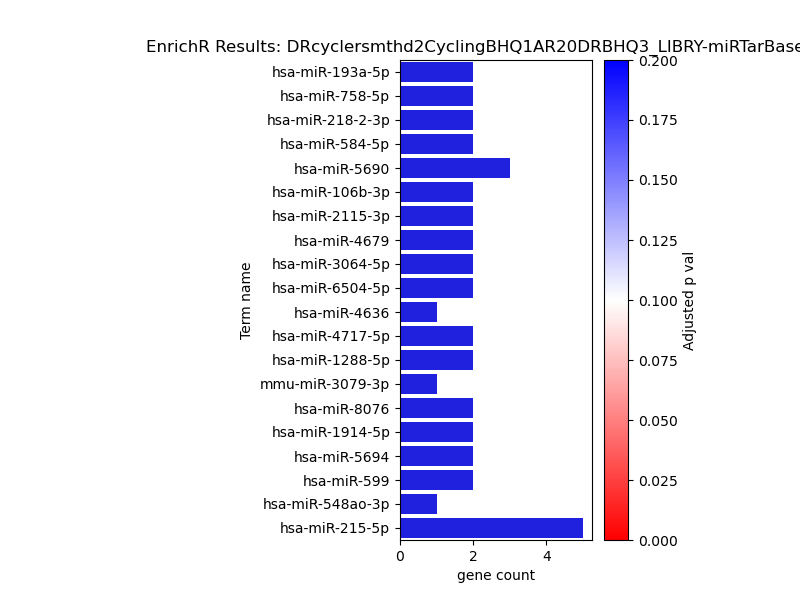 EnrichR Results: DRcyclersmthd2CyclingBHQ1AR20DRBHQ3_LIBRY-miRTarBase
hsa-miR-193a-5p
hsa-miR-758-5p
hsa-miR-218-2-3p
hsa-miR-584-5p
hsa-miR-5690
hsa-miR-106b-3p
hsa-miR-2115-3p
hsa-miR-4679
hsa-miR-3064-5p
hsa-miR-6504-5p
hsa-miR-4636
hsa-miR-4717-5p
hsa-miR-1288-5p
mmu-miR-3079-3p
hsa-miR-8076
hsa-miR-1914-5p
hsa-miR-5694
hsa-miR-599
hsa-miR-548ao-3p
hsa-miR-215-5p
Term name
0 2 4
gene count
0.200
0.175
0.150
0.125
0.100
0.075
0.050
0.025
0.000
Adjusted p val